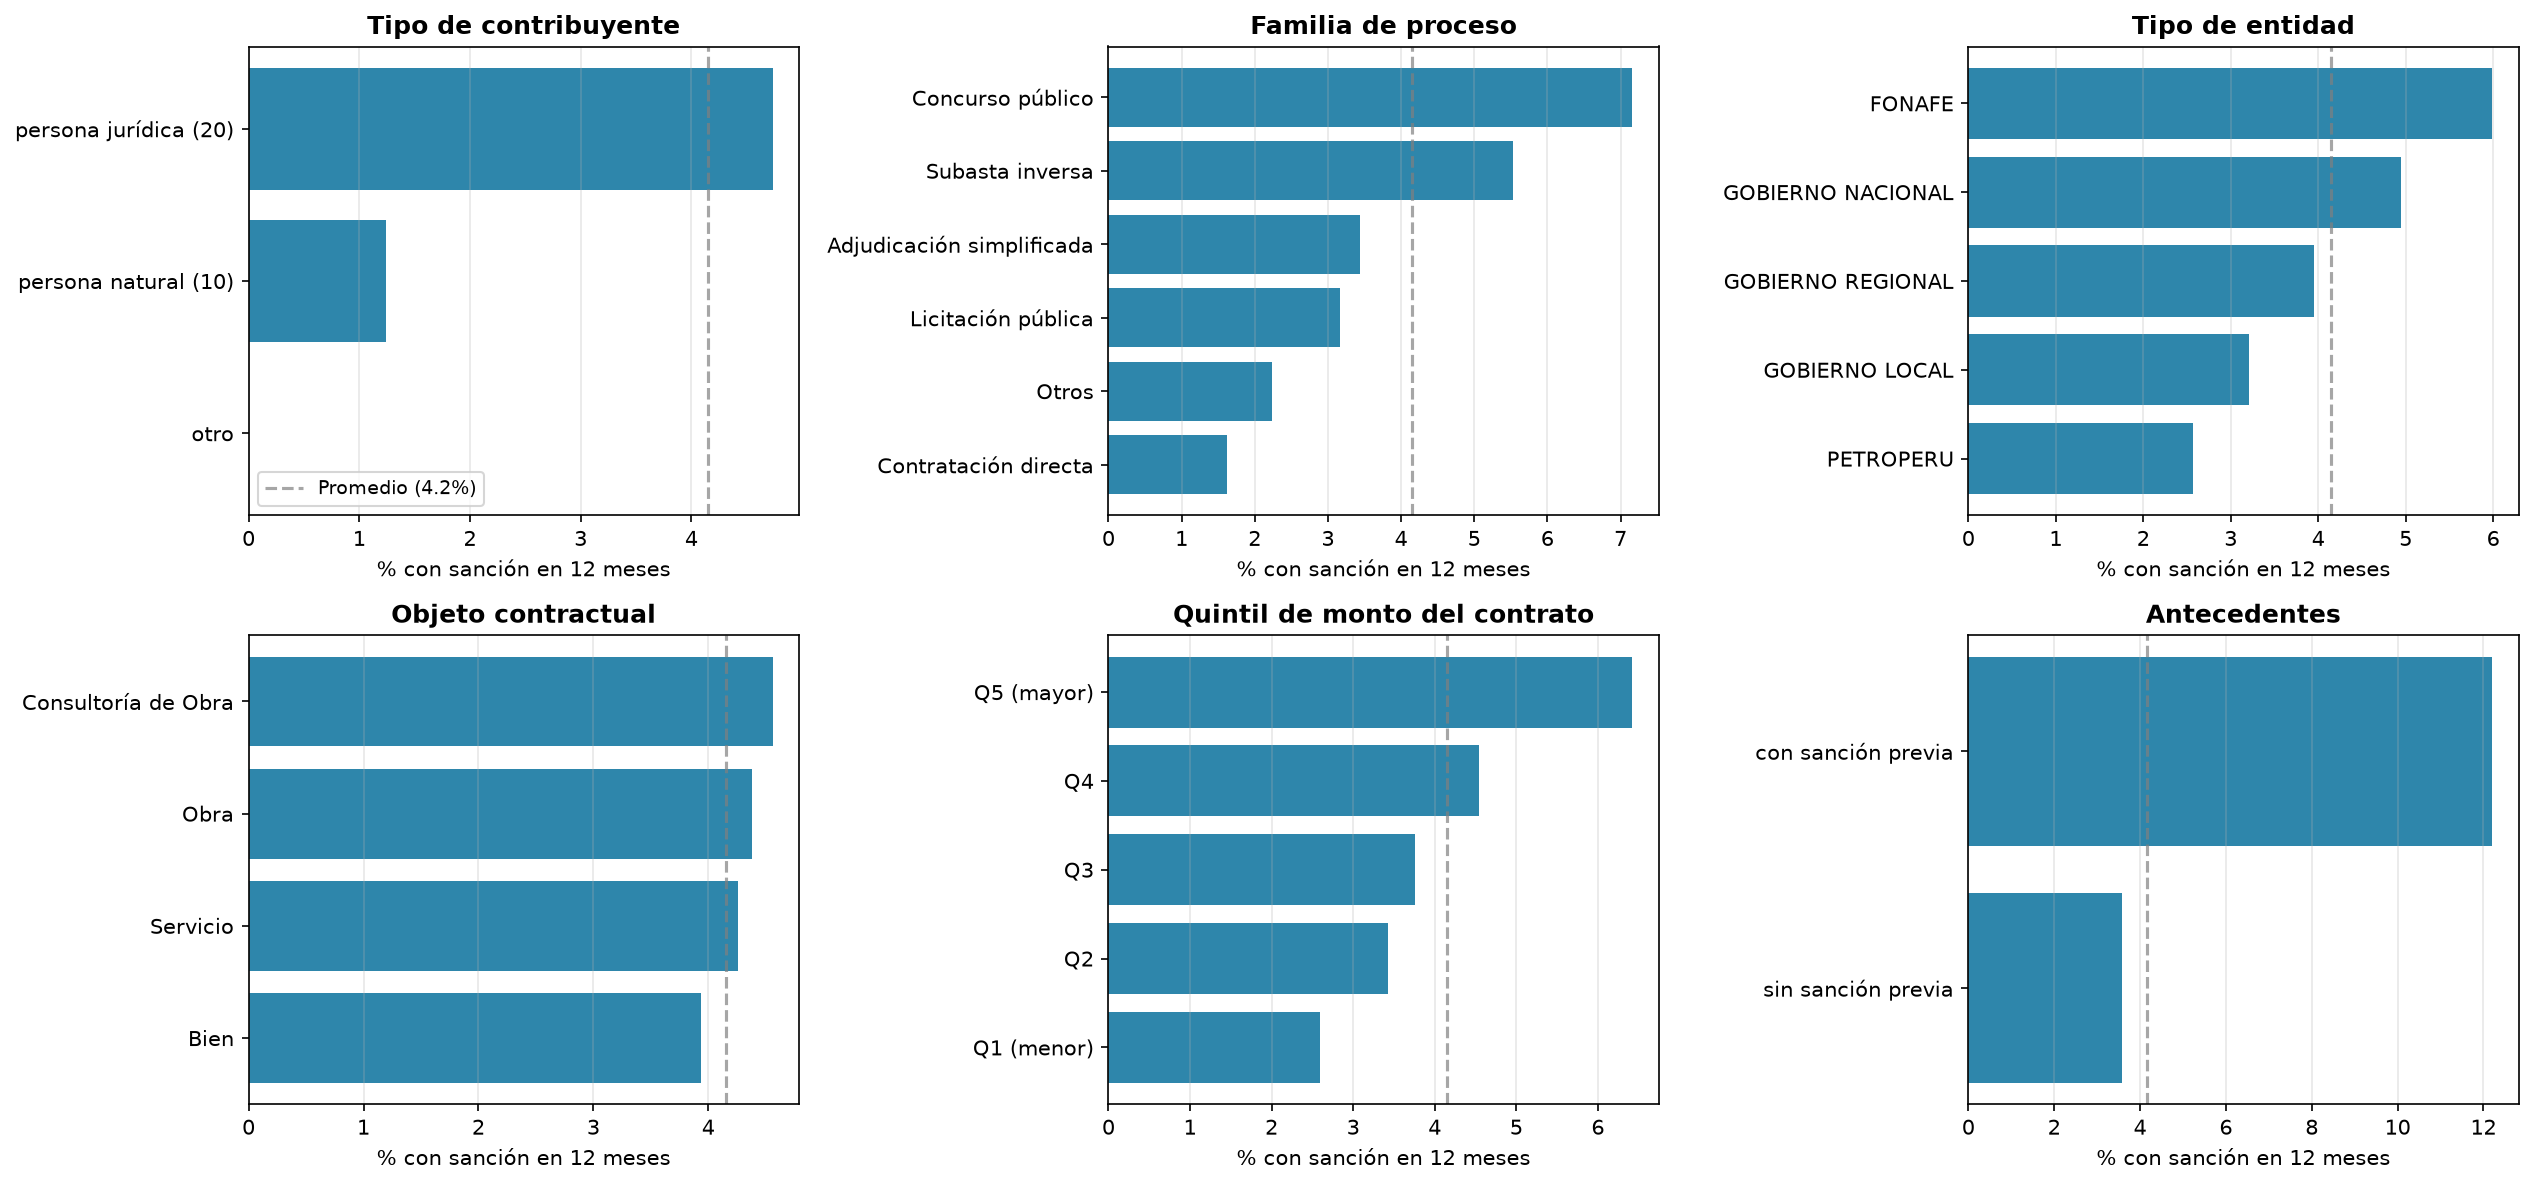 Tipo de contribuyente
persona jurídica (20)
persona natural (10)
otro
Promedio (4.2%)
0 1 2 3 4
% con sanción en 12 meses
Familia de proceso
Concurso público
Subasta inversa
Adjudicación simplificada
Licitación pública
Otros
Contratación directa
0 1 2 3 4 5 6 7
% con sanción en 12 meses
Tipo de entidad
FONAFE
GOBIERNO NACIONAL
GOBIERNO REGIONAL
GOBIERNO LOCAL
PETROPERU
0 1 2 3 4 5 6
% con sanción en 12 meses
Objeto contractual
Consultoría de Obra
Obra
Servicio
Bien
0 1 2 3 4
% con sanción en 12 meses
Quintil de monto del contrato
Q5 (mayor)
Q4
Q3
Q2
Q1 (menor)
0 1 2 3 4 5 6
% con sanción en 12 meses
Antecedentes
con sanción previa
sin sanción previa
0 2 4 6 8 10 12
% con sanción en 12 meses